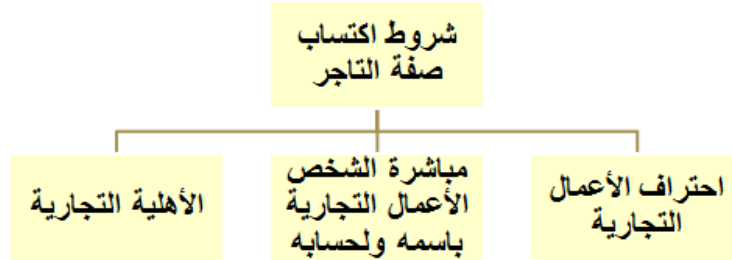 شروط اكتساب
صفة التاجر
احتراف الأعمال
التجارية
مباشرة الشخص
الأعمال التجارية
باسمه ولحسابه
الأهلية التجارية